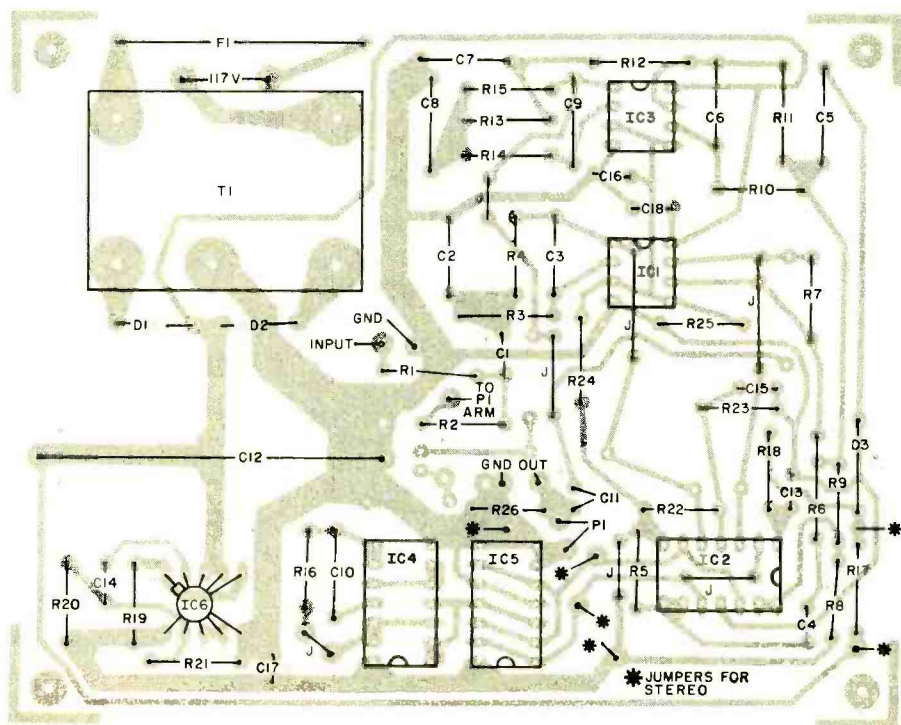 F1
117V
C7
R12
C8
R15
C9
R13
R14
IC3
C6
R11
C5
T1
C16
R10
C18
C2
R4
C3
IC1
R7
J
J
D1
D2
GND
R3
R25
INPUT
R1
C1
J
R24
TO
P1
ARM
C15
R2
R23
C12
R18
D3
GND OUT
C11
C13
R6
R9
R26
R22
P1
R16
C10
IC4
IC5
J
R5
IC2
J
R17
R20
C14
R19
IC6
R8
C4
J
R21
C17
JUMPERS FOR
STEREO